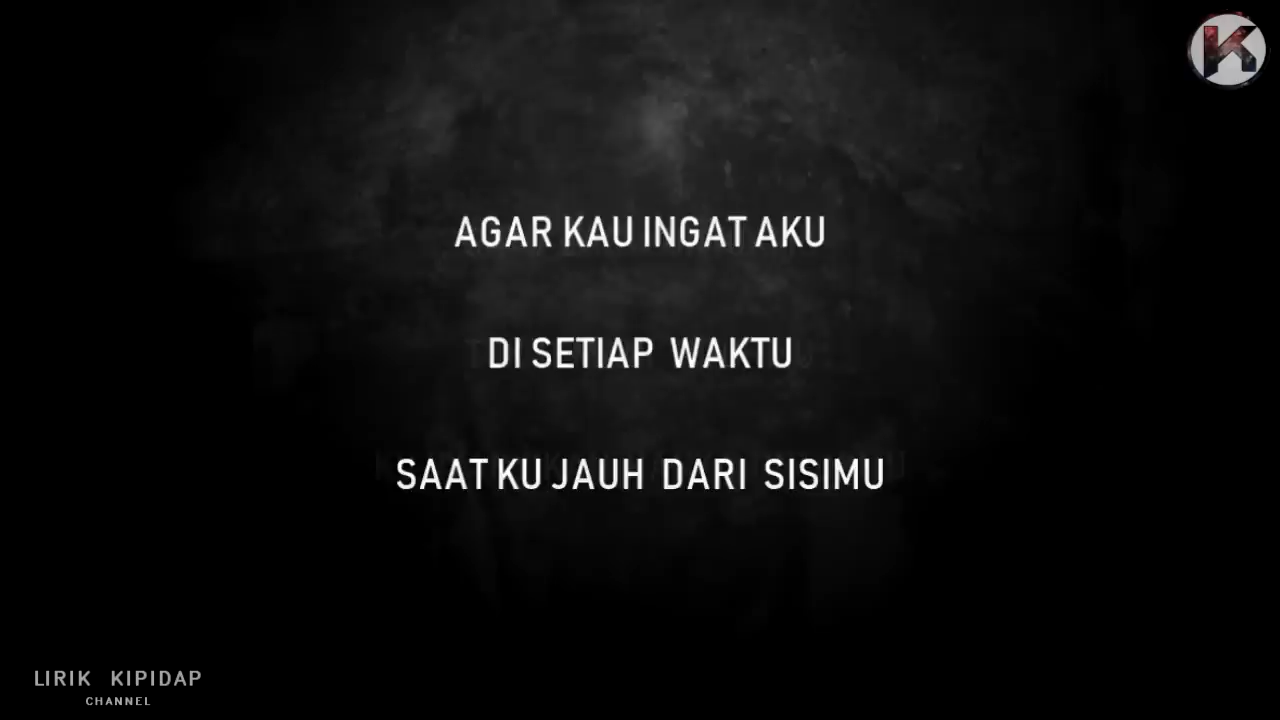 K
AGAR KAU INGAT AKU
DI SETIAP WAKTU
SAAT KU JAUH DARI SISIMU
LIRIK KIPIDAP
CHANNEL